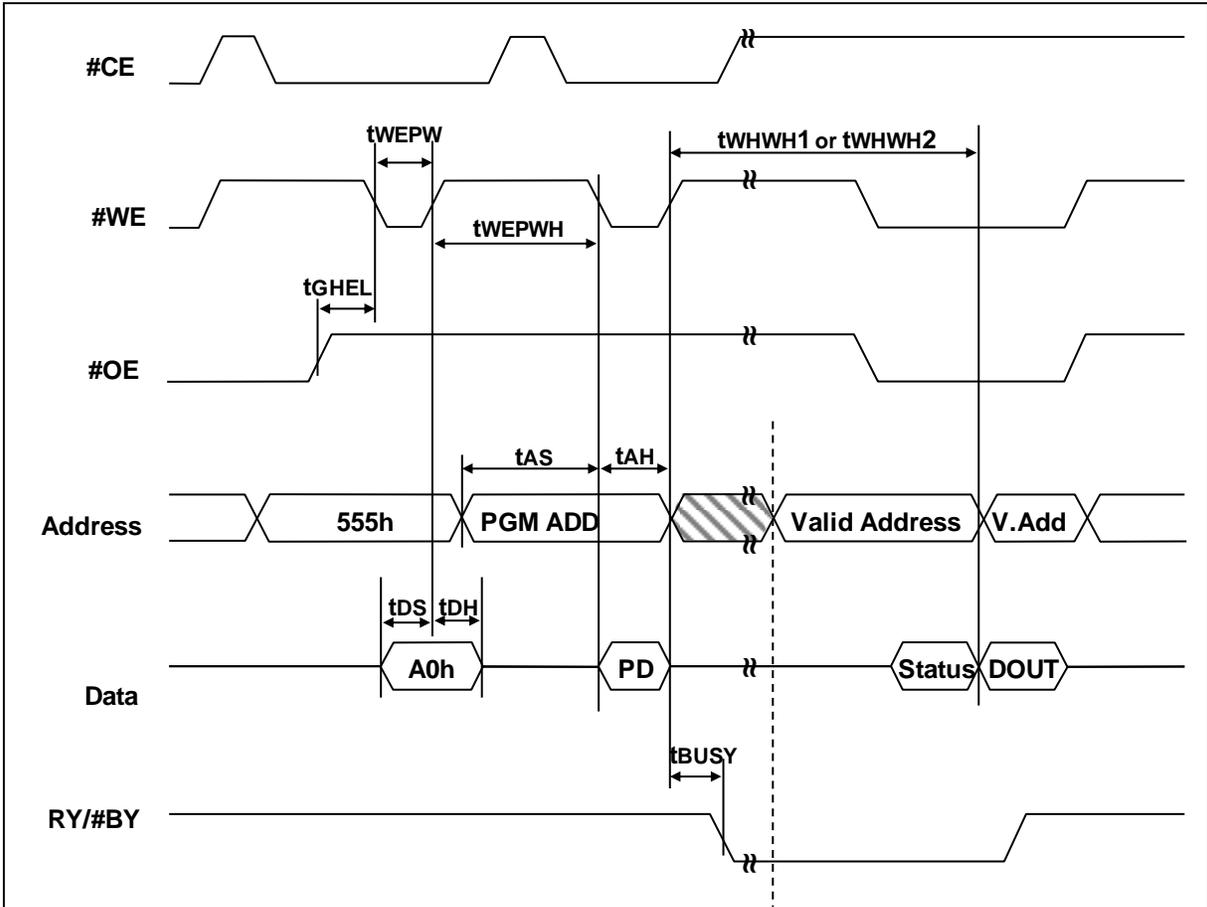 #CE
tWEPW
tWHWH1 or tWHWH2
#WE
tWEPWH
tGHEL
#OE
tAS
tAH
Address
555h
PGM ADD
Valid Address
V.Add
tDS
tDH
Data
A0h
PD
Status
DOUT
tBUSY
RY/#BY